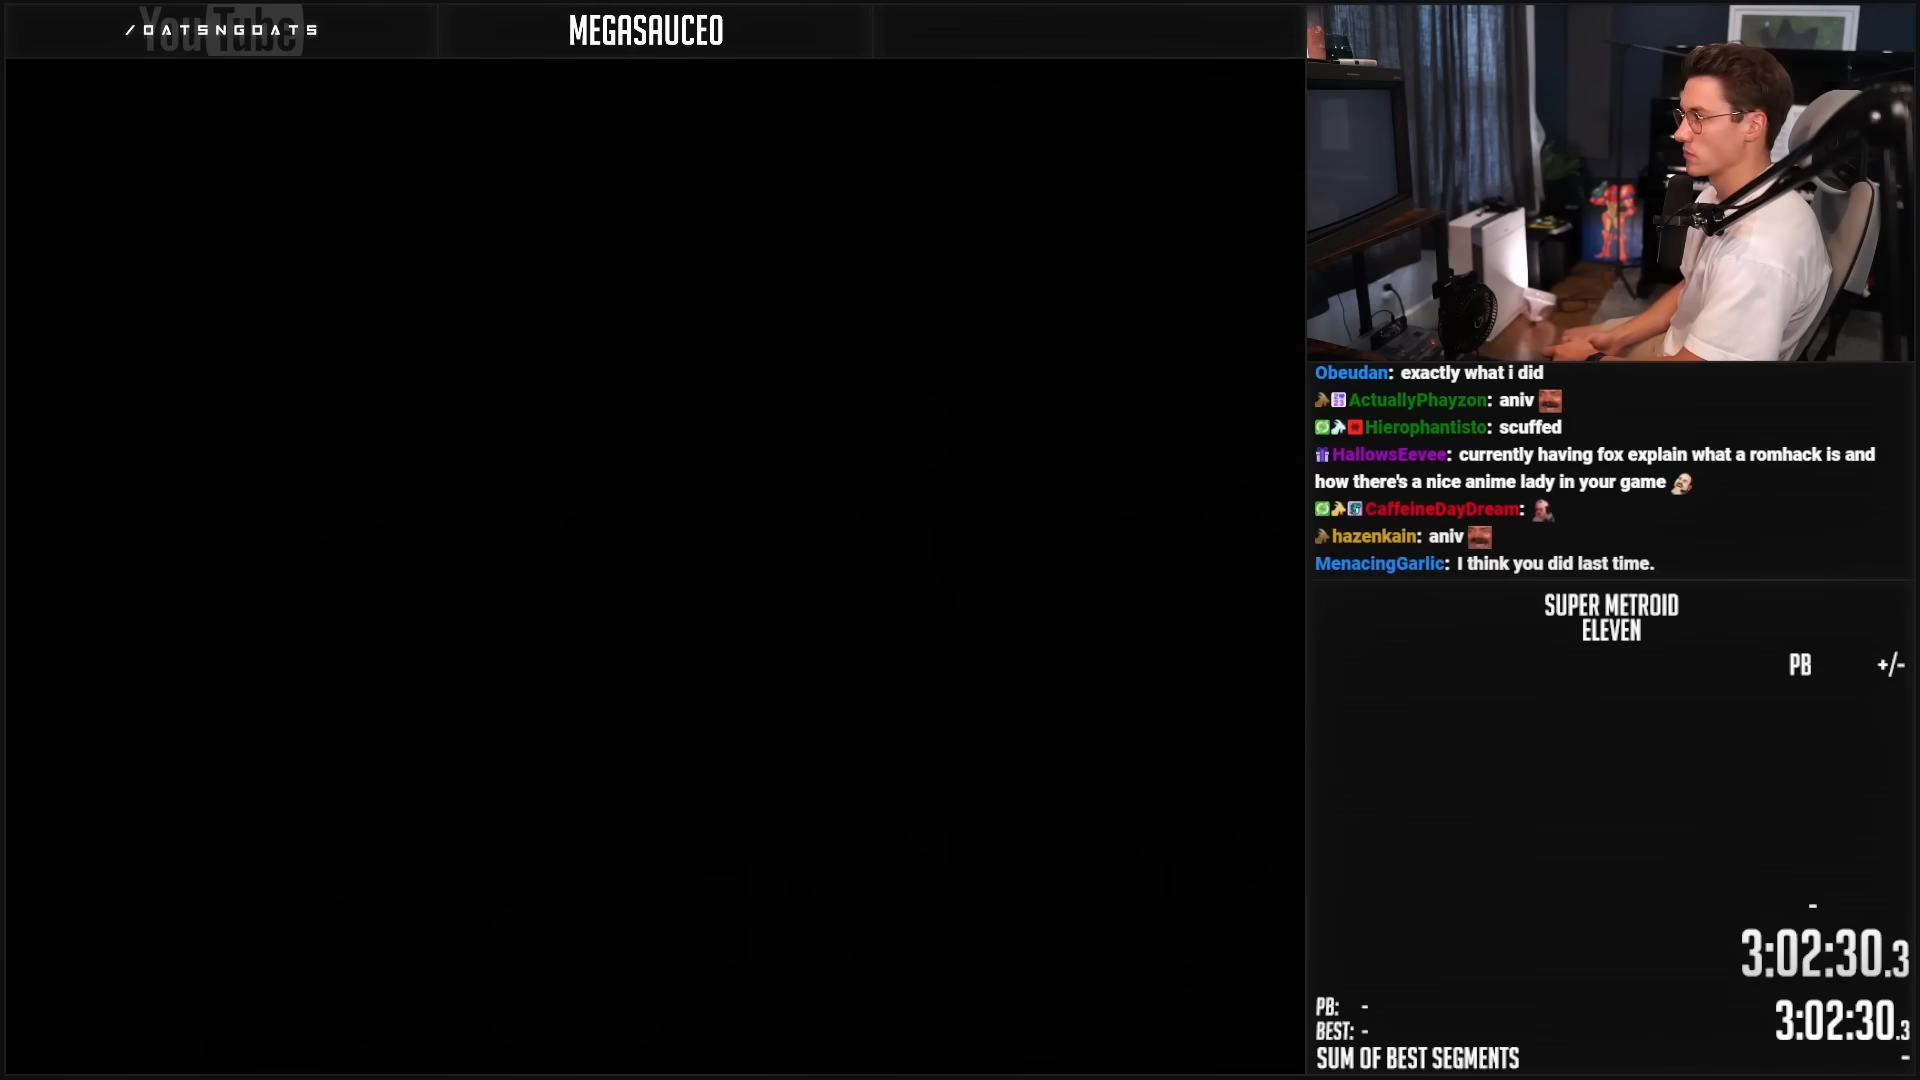 YouTube
/OATSNGOATS
MEGASAUCEO
Obeudan: exactly what i did
ActuallyPhayzon: aniv
Hierophantisto: scuffed
HallowsEevee: currently having fox explain what a romhack is and
how there's a nice anime lady in your game
CaffeineDayDream:
hazenkain: aniv
MenacingGarlic: I think you did last time.
SUPER METROID
ELEVEN
PB +/-
-
3:02:30.3
PB: -
3:02:30.3
BEST: -
SUM OF BEST SEGMENTS -